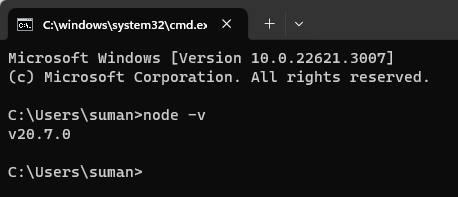 C:\windows\system32\cmd.ex
Microsoft Windows [Version 10.0.22621.3007]
(c) Microsoft Corporation. All rights reserved.
C:\Users\suman>node -v
v20.7.0
C:\Users\suman>